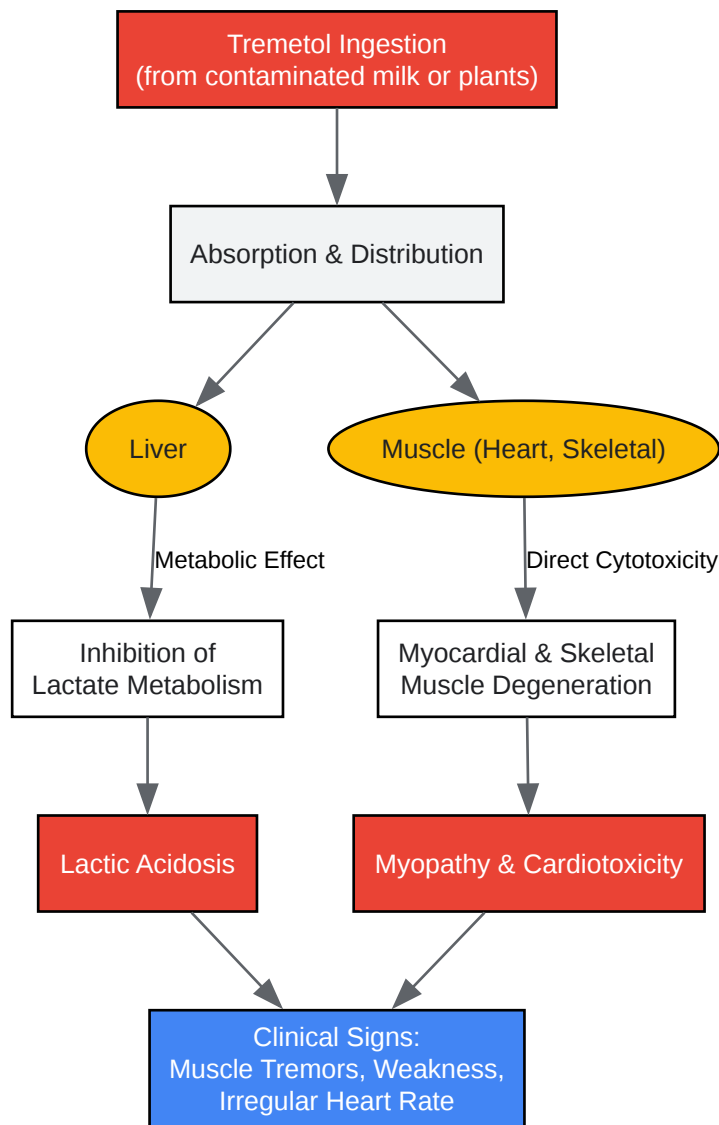 Tremetol Ingestion
(from contaminated milk or plants)
Absorption & Distribution
Liver
Muscle (Heart, Skeletal)
Metabolic Effect
Direct Cytotoxicity
Inhibition of
Lactate Metabolism
Myocardial & Skeletal
Muscle Degeneration
Lactic Acidosis
Myopathy & Cardiotoxicity
Clinical Signs:
Muscle Tremors, Weakness,
Irregular Heart Rate